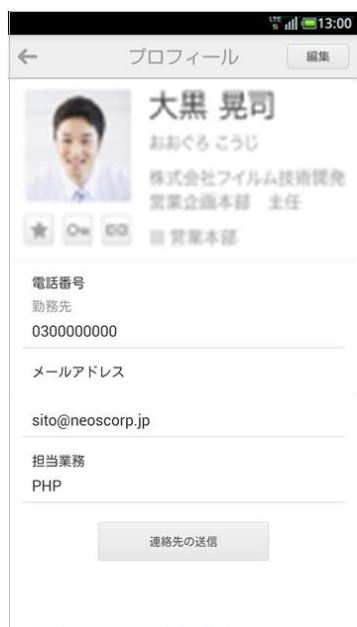 LTE 13:00
プロフィール 編集
大黒 晃司
おおぐろ こうじ
株式会社フイルム技術開発
営業企画本部 主任
営業本部
電話番号
勤務先
0300000000
メールアドレス
sito@neoscorp.jp
担当業務
PHP
連絡先の送信